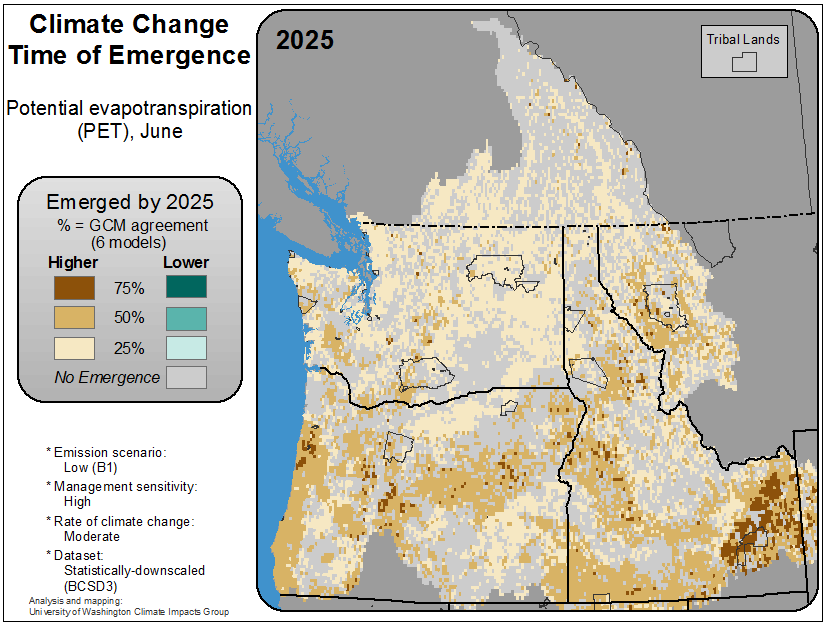 Climate Change
Time of Emergence
Potential evapotranspiration
(PET), June
Emerged by 2025
% = GCM agreement
(6 models)
Higher Lower
75%
50%
25%
No Emergence
* Emission scenario:
Low (B1)
* Management sensitivity:
High
* Rate of climate change:
Moderate
* Dataset:
Statistically-downscaled
(BCSD3)
Analysis and mapping:
University of Washington Climate Impacts Group
2025
Tribal Lands